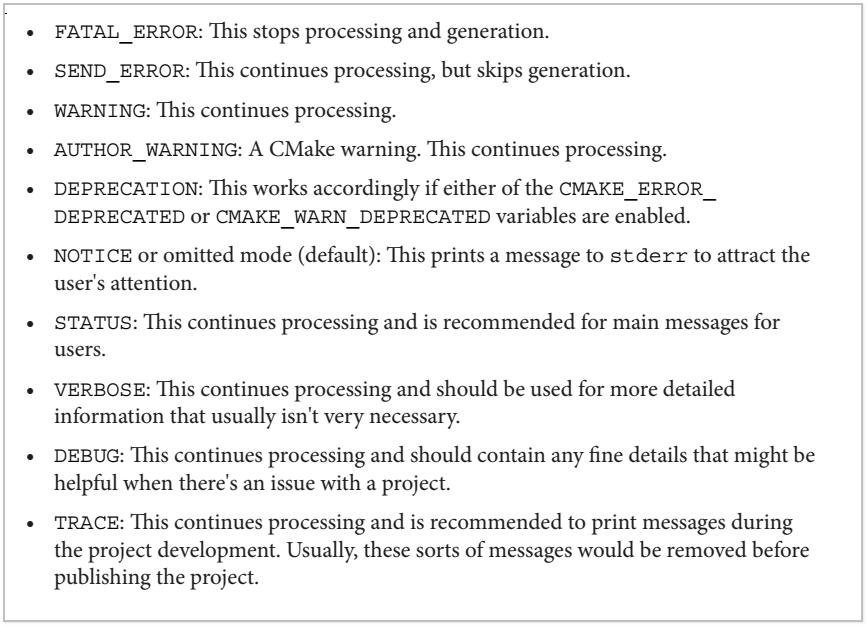 • FATAL_ERROR: This stops processing and generation.
• SEND_ERROR: This continues processing, but skips generation.
• WARNING: This continues processing.
• AUTHOR_WARNING: A CMake warning. This continues processing.
• DEPRECATION: This works accordingly if either of the CMAKE_ERROR_
DEPRECATED or CMAKE_WARN_DEPRECATED variables are enabled.
• NOTICE or omitted mode (default): This prints a message to stderr to attract the
user's attention.
• STATUS: This continues processing and is recommended for main messages for
users.
• VERBOSE: This continues processing and should be used for more detailed
information that usually isn't very necessary.
• DEBUG: This continues processing and should contain any fine details that might be
helpful when there's an issue with a project.
• TRACE: This continues processing and is recommended to print messages during
the project development. Usually, these sorts of messages would be removed before
publishing the project.